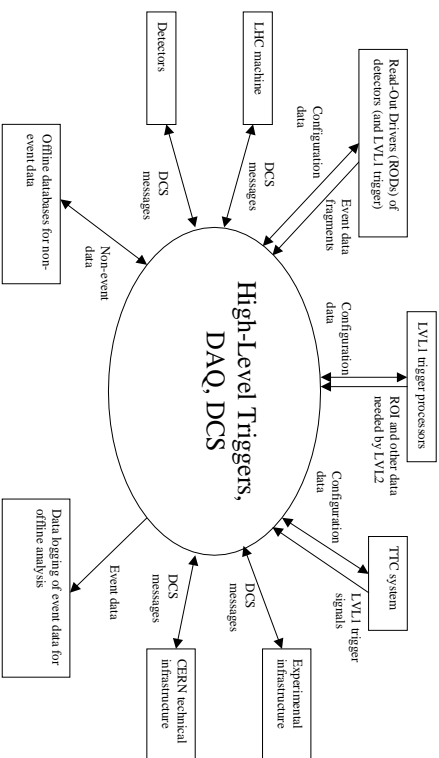 Read-Out Drivers (RODs) of
detectors (and LVL1 trigger)
LVL1 trigger processors
TTC system
Configuration
data
Event data
fragments
Configuration
data
ROI and other data
needed by LVL2
Configuration
data
LVL1 trigger
signals
LHC machine
DCS
messages
High-Level Triggers,
DAQ, DCS
DCS
messages
Experimental
infrastructure
Detectors
DCS
messages
DCS
messages
CERN technical
infrastructure
Non-event
data
Event data
Offline databases for non-
event data
Data logging of event data for
offline analysis